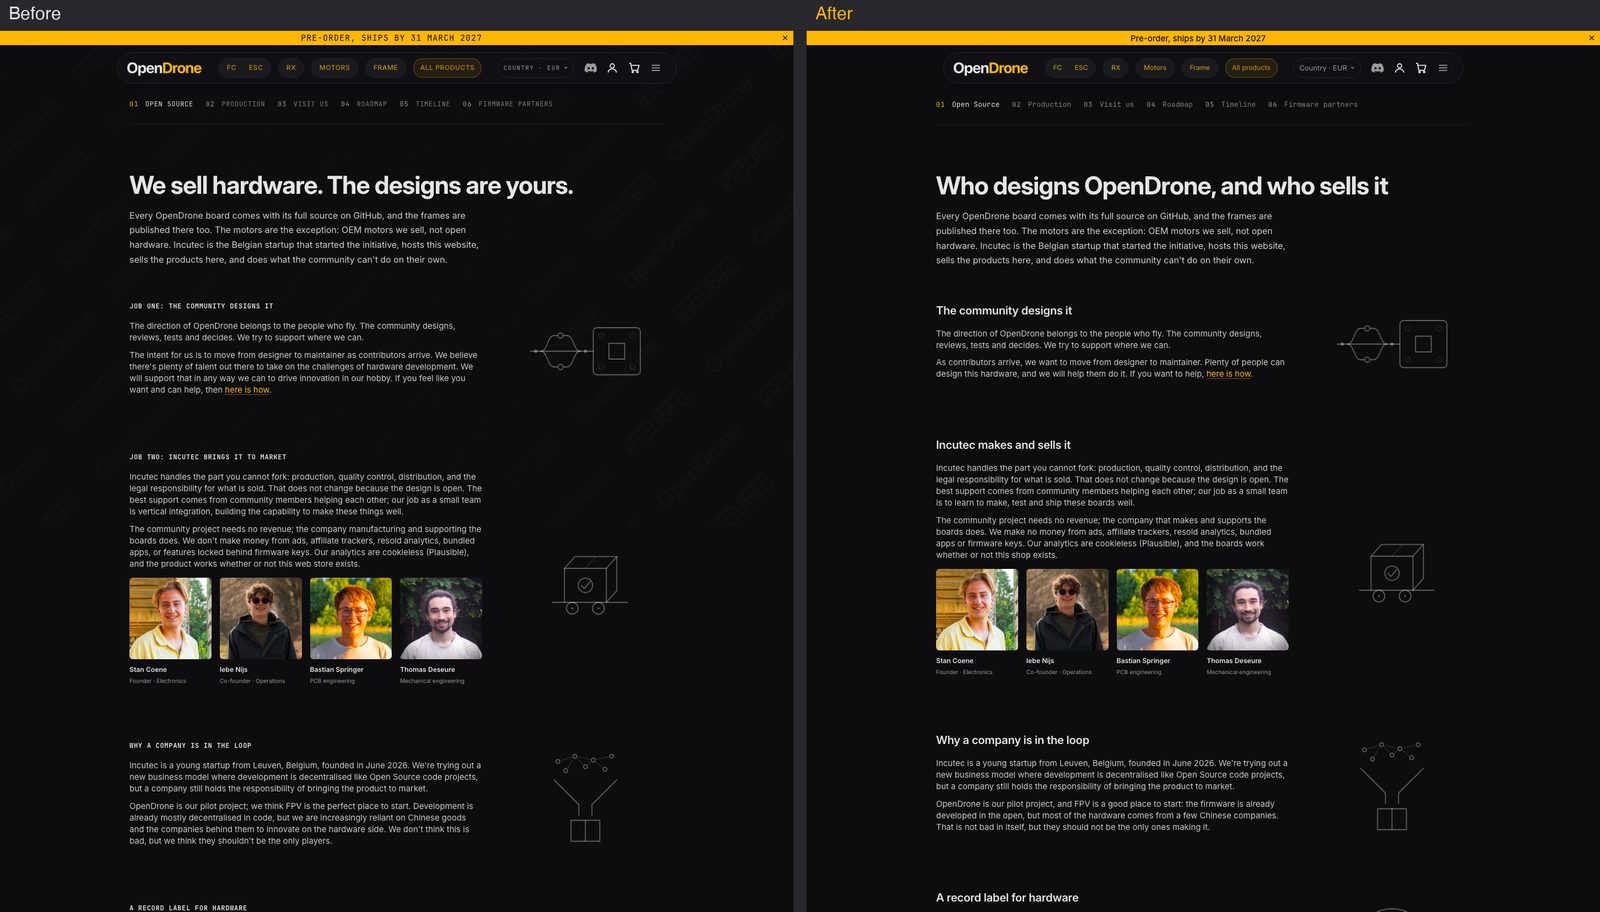 Before
PRE-ORDER, SHIPS BY 31 MARCH 2027
OpenDrone
FC ESC RX MOTORS FRAME ALL PRODUCTS COUNTRY · EUR
01 OPEN SOURCE 02 PRODUCTION 03 VISIT US 04 ROADMAP 05 TIMELINE 06 FIRMWARE PARTNERS
We sell hardware. The designs are yours.
Every OpenDrone board comes with its full source on GitHub, and the frames are
published there too. The motors are the exception: OEM motors we sell, not open
hardware. Incutec is the Belgian startup that started the initiative, hosts this website,
sells the products here, and does what the community can't do on their own.
JOB ONE: THE COMMUNITY DESIGNS IT
The direction of OpenDrone belongs to the people who fly. The community designs,
reviews, tests and decides. We try to support where we can.
The intent for us is to move from designer to maintainer as contributors arrive. We believe
there's plenty of talent out there to take on the challenges of hardware development. We
will support that in any way we can to drive innovation in our hobby. If you feel like you
want and can help, then here is how.
JOB TWO: INCUTEC BRINGS IT TO MARKET
Incutec handles the part you cannot fork: production, quality control, distribution, and the
legal responsibility for what is sold. That does not change because the design is open. The
best support comes from community members helping each other; our job as a small team
is vertical integration, building the capability to make these things well.
The community project needs no revenue; the company manufacturing and supporting the
boards does. We don't make money from ads, affiliate trackers, resold analytics, bundled
apps, or features locked behind firmware keys. Our analytics are cookieless (Plausible),
and the product works whether or not this web store exists.
Stan Coene Iebe Nijs Bastian Springer Thomas Deseure
Founder · Electronics Co-founder · Operations PCB engineering Mechanical engineering
WHY A COMPANY IS IN THE LOOP
Incutec is a young startup from Leuven, Belgium, founded in June 2026. We're trying out a
new business model where development is decentralised like Open Source code projects,
but a company still holds the responsibility of bringing the product to market.
OpenDrone is our pilot project; we think FPV is the perfect place to start. Development is
already mostly decentralised in code, but we are increasingly reliant on Chinese goods
and the companies behind them to innovate on the hardware side. We don't think this is
bad, but we think they shouldn't be the only players.
A RECORD LABEL FOR HARDWARE
After
Pre-order, ships by 31 March 2027
OpenDrone
FC ESC RX Motors Frame All products Country · EUR
01 Open Source 02 Production 03 Visit us 04 Roadmap 05 Timeline 06 Firmware partners
Who designs OpenDrone, and who sells it
Every OpenDrone board comes with its full source on GitHub, and the frames are
published there too. The motors are the exception: OEM motors we sell, not open
hardware. Incutec is the Belgian startup that started the initiative, hosts this website,
sells the products here, and does what the community can't do on their own.
The community designs it
The direction of OpenDrone belongs to the people who fly. The community designs,
reviews, tests and decides. We try to support where we can.
As contributors arrive, we want to move from designer to maintainer. Plenty of people can
design this hardware, and we will help them do it. If you want to help, here is how.
Incutec makes and sells it
Incutec handles the part you cannot fork: production, quality control, distribution, and the
legal responsibility for what is sold. That does not change because the design is open. The
best support comes from community members helping each other; our job as a small team
is to learn to make, test and ship these boards well.
The community project needs no revenue; the company that makes and supports the
boards does. We make no money from ads, affiliate trackers, resold analytics, bundled
apps or firmware keys. Our analytics are cookieless (Plausible), and the boards work
whether or not this shop exists.
Stan Coene Iebe Nijs Bastian Springer Thomas Deseure
Founder · Electronics Co-founder · Operations PCB engineering Mechanical engineering
Why a company is in the loop
Incutec is a young startup from Leuven, Belgium, founded in June 2026. We're trying out a
new business model where development is decentralised like Open Source code projects,
but a company still holds the responsibility of bringing the product to market.
OpenDrone is our pilot project, and FPV is a good place to start: the firmware is already
developed in the open, but most of the hardware comes from a few Chinese companies.
That is not bad in itself, but they should not be the only ones making it.
A record label for hardware